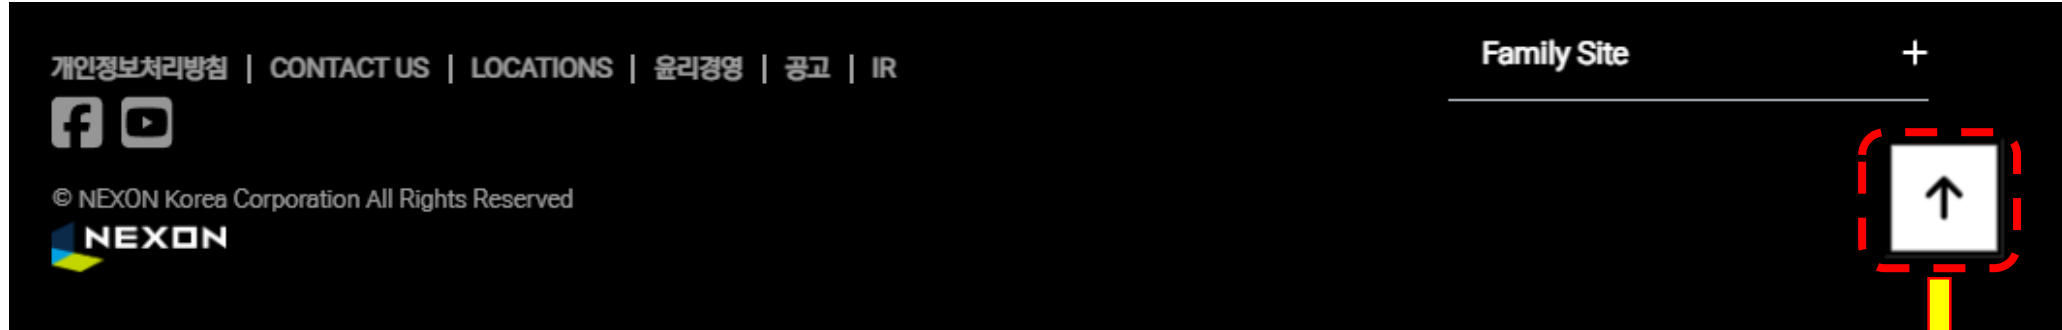 개인정보처리방침 | CONTACT US | LOCATIONS | 윤리경영 | 공고 | IR
Family Site +
© NEXON Korea Corporation All Rights Reserved
NEXON